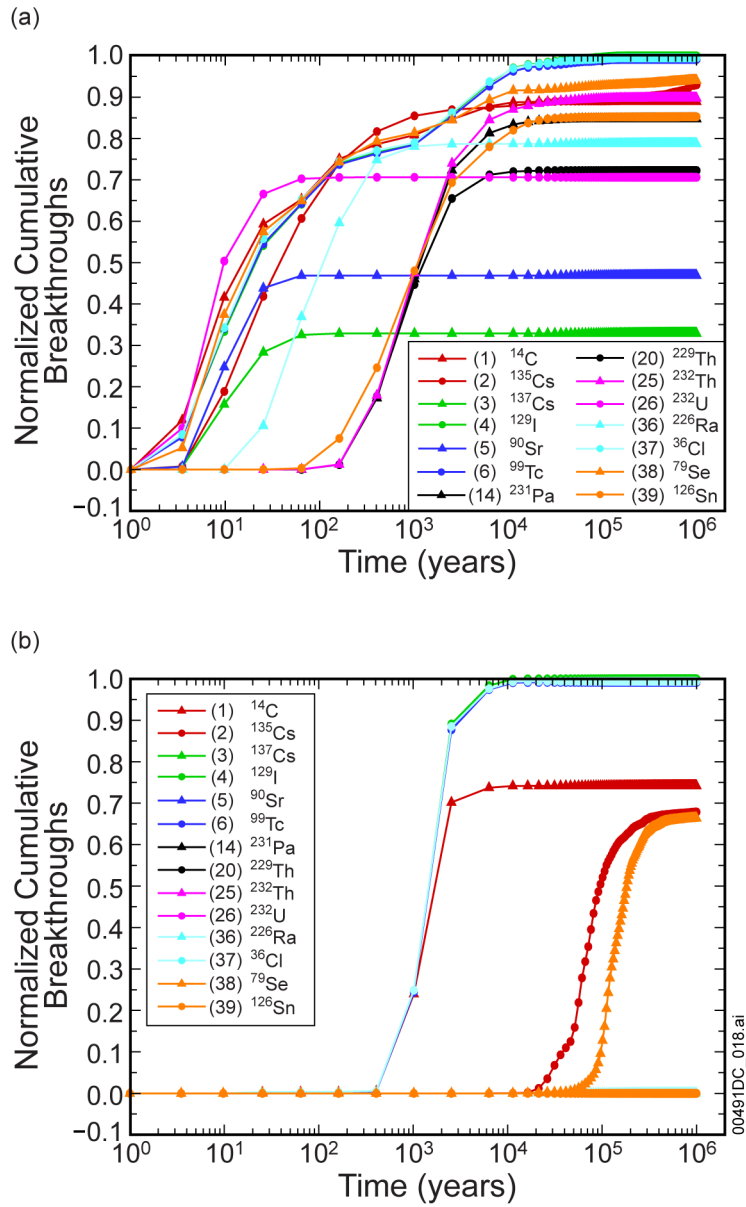 (a)
Normalized Cumulative
Breakthroughs
1.0
0.9
0.8
0.7
0.6
0.5
0.4
0.3
0.2
0.1
0.0
−0.1
(1) ¹⁴C
(2) ¹³⁵Cs
(3) ¹³⁷Cs
(4) ¹²⁹I
(5) ⁹⁰Sr
(6) ⁹⁹Tc
(14) ²³¹Pa
(20) ²²⁹Th
(25) ²³²Th
(26) ²³²U
(36) ²²⁶Ra
(37) ³⁶Cl
(38) ⁷⁹Se
(39) ¹²⁶Sn
10⁰ 10¹ 10² 10³ 10⁴ 10⁵ 10⁶
Time (years)
(b)
Normalized Cumulative
Breakthroughs
1.0
0.9
0.8
0.7
0.6
0.5
0.4
0.3
0.2
0.1
0.0
−0.1
(1) ¹⁴C
(2) ¹³⁵Cs
(3) ¹³⁷Cs
(4) ¹²⁹I
(5) ⁹⁰Sr
(6) ⁹⁹Tc
(14) ²³¹Pa
(20) ²²⁹Th
(25) ²³²Th
(26) ²³²U
(36) ²²⁶Ra
(37) ³⁶Cl
(38) ⁷⁹Se
(39) ¹²⁶Sn
10⁰ 10¹ 10² 10³ 10⁴ 10⁵ 10⁶
Time (years)
00491DC_018.ai